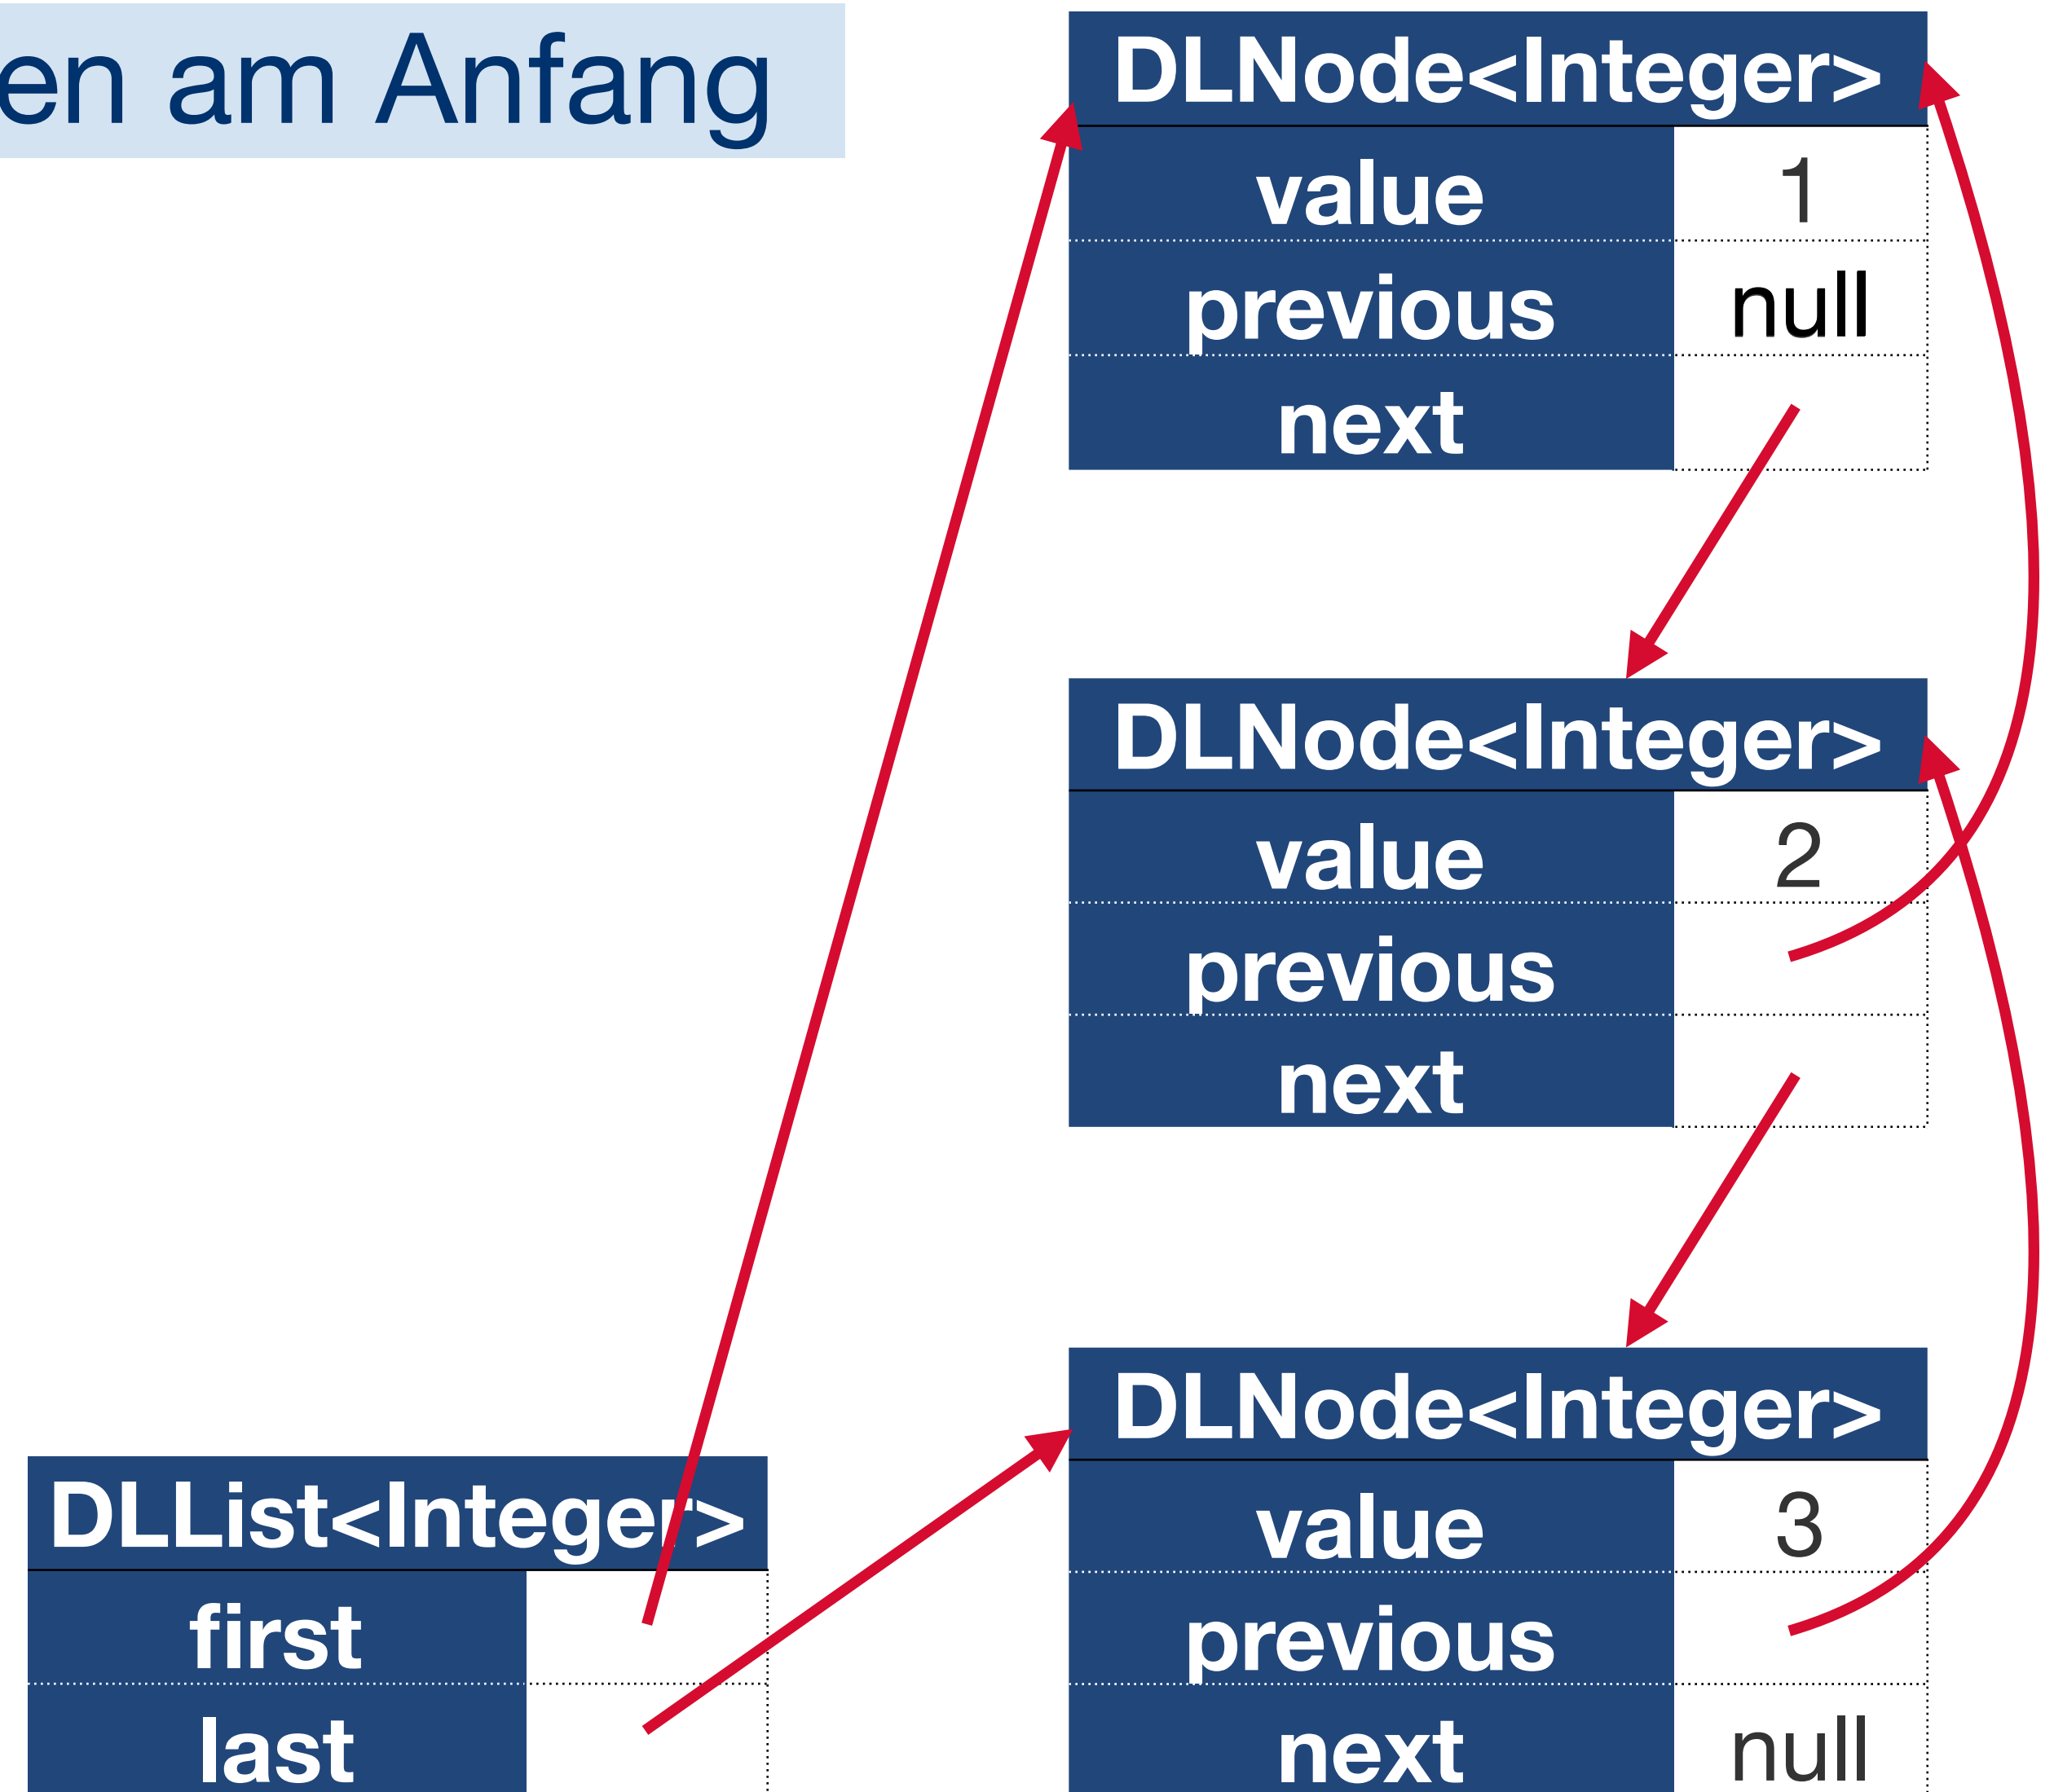 en am Anfang
DLNode<Integer>
value 1
previous null
next
DLNode<Integer>
value 2
previous
next
DLNode<Integer>
value 3
previous
next null
DLList<Integer>
first
last